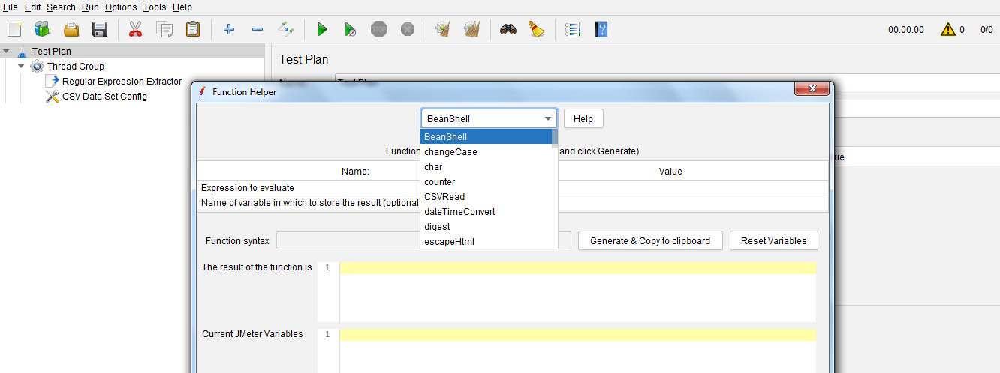 File Edit Search Run Options Tools Help
00:00:00 0 0/0
Test Plan
Thread Group
Regular Expression Extractor
CSV Data Set Config
Test Plan
Function Helper
BeanShell Help
BeanShell
changeCase
char
counter
CSVRead
dateTimeConvert
digest
escapeHtml
Function and click Generate)
Name: Value
Expression to evaluate
Name of variable in which to store the result (optional
Function syntax: Generate & Copy to clipboard Reset Variables
The result of the function is 1
Current JMeter Variables 1